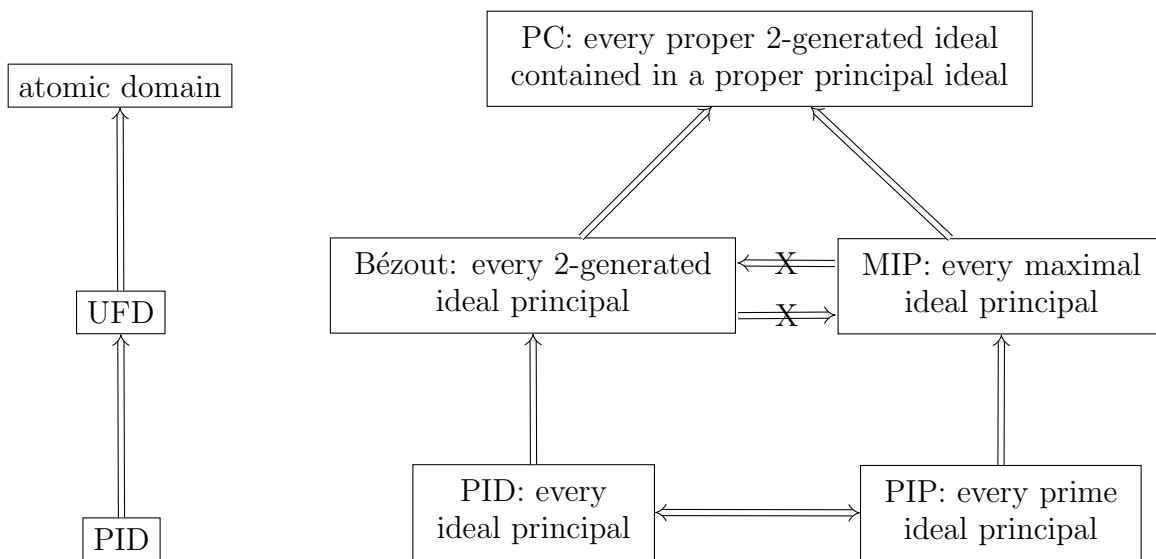 PC: every proper 2-generated ideal
contained in a proper principal ideal
atomic domain
Bézout: every 2-generated
ideal principal
X
X
MIP: every maximal
ideal principal
UFD
PID: every
ideal principal
PIP: every prime
ideal principal
PID